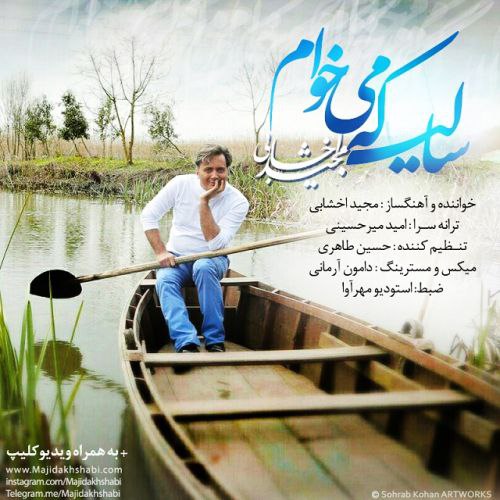 سالیه که می خوام
مجید اخشابی
خواننده و آهنگساز : مجید اخشابی
ترانه سرا : امید میرحسینی
تنظیم کننده : حسین طاهری
میکس و مسترینگ : دامون آرمانی
ضبط: استودیو مهرآوا
+ به همراه ویدیو کلیپ
www.Majidakhshabi.com
instagram.com/Majidakhshabi
Telegram.me/Majidakhshabi
© Sohrab Kohan ARTWORKS